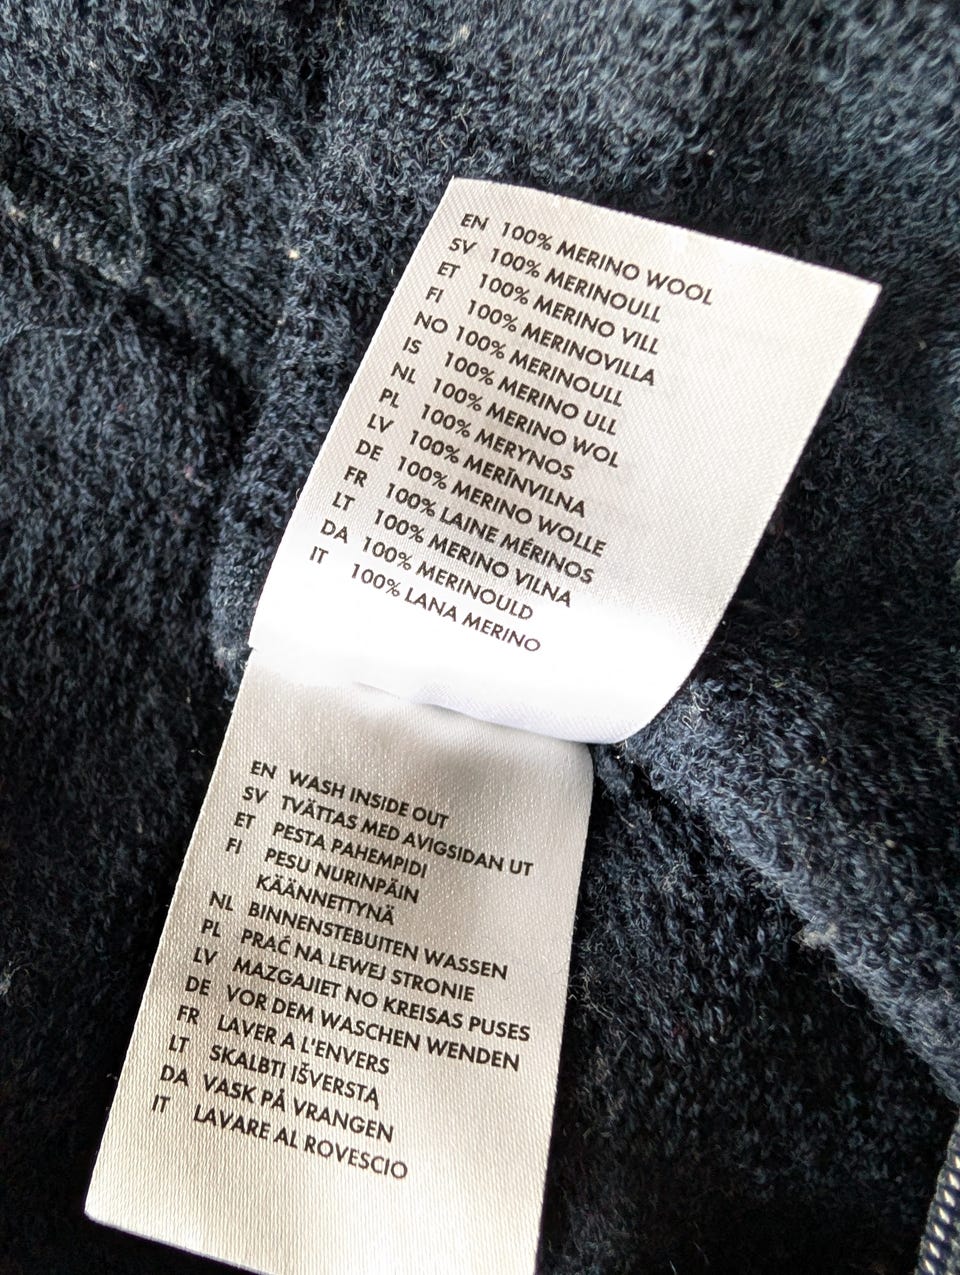 EN 100% MERINO WOOL
SV 100% MERINOULL
ET 100% MERINO VILL
FI 100% MERINOVILLA
NO 100% MERINOULL
IS 100% MERINO ULL
NL 100% MERINO WOL
PL 100% MERYNOS
LV 100% MERĪNVILNA
DE 100% MERINO WOLLE
FR 100% LAINE MÉRINOS
LT 100% MERINO VILNA
DA 100% MERINOULD
IT 100% LANA MERINO
EN WASH INSIDE OUT
SV TVÄTTAS MED AVIGSIDAN UT
ET PESTA PAHEMPIDI
FI PESU NURINPÄIN
KÄÄNNETTYNÄ
NL BINNENSTEBUITEN WASSEN
PL PRAĆ NA LEWEJ STRONIE
LV MAZGAJIET NO KREISAS PUSES
DE VOR DEM WASCHEN WENDEN
FR LAVER A L'ENVERS
LT SKALBTI IŠVERSTĄ
DA VASK PÅ VRANGEN
IT LAVARE AL ROVESCIO